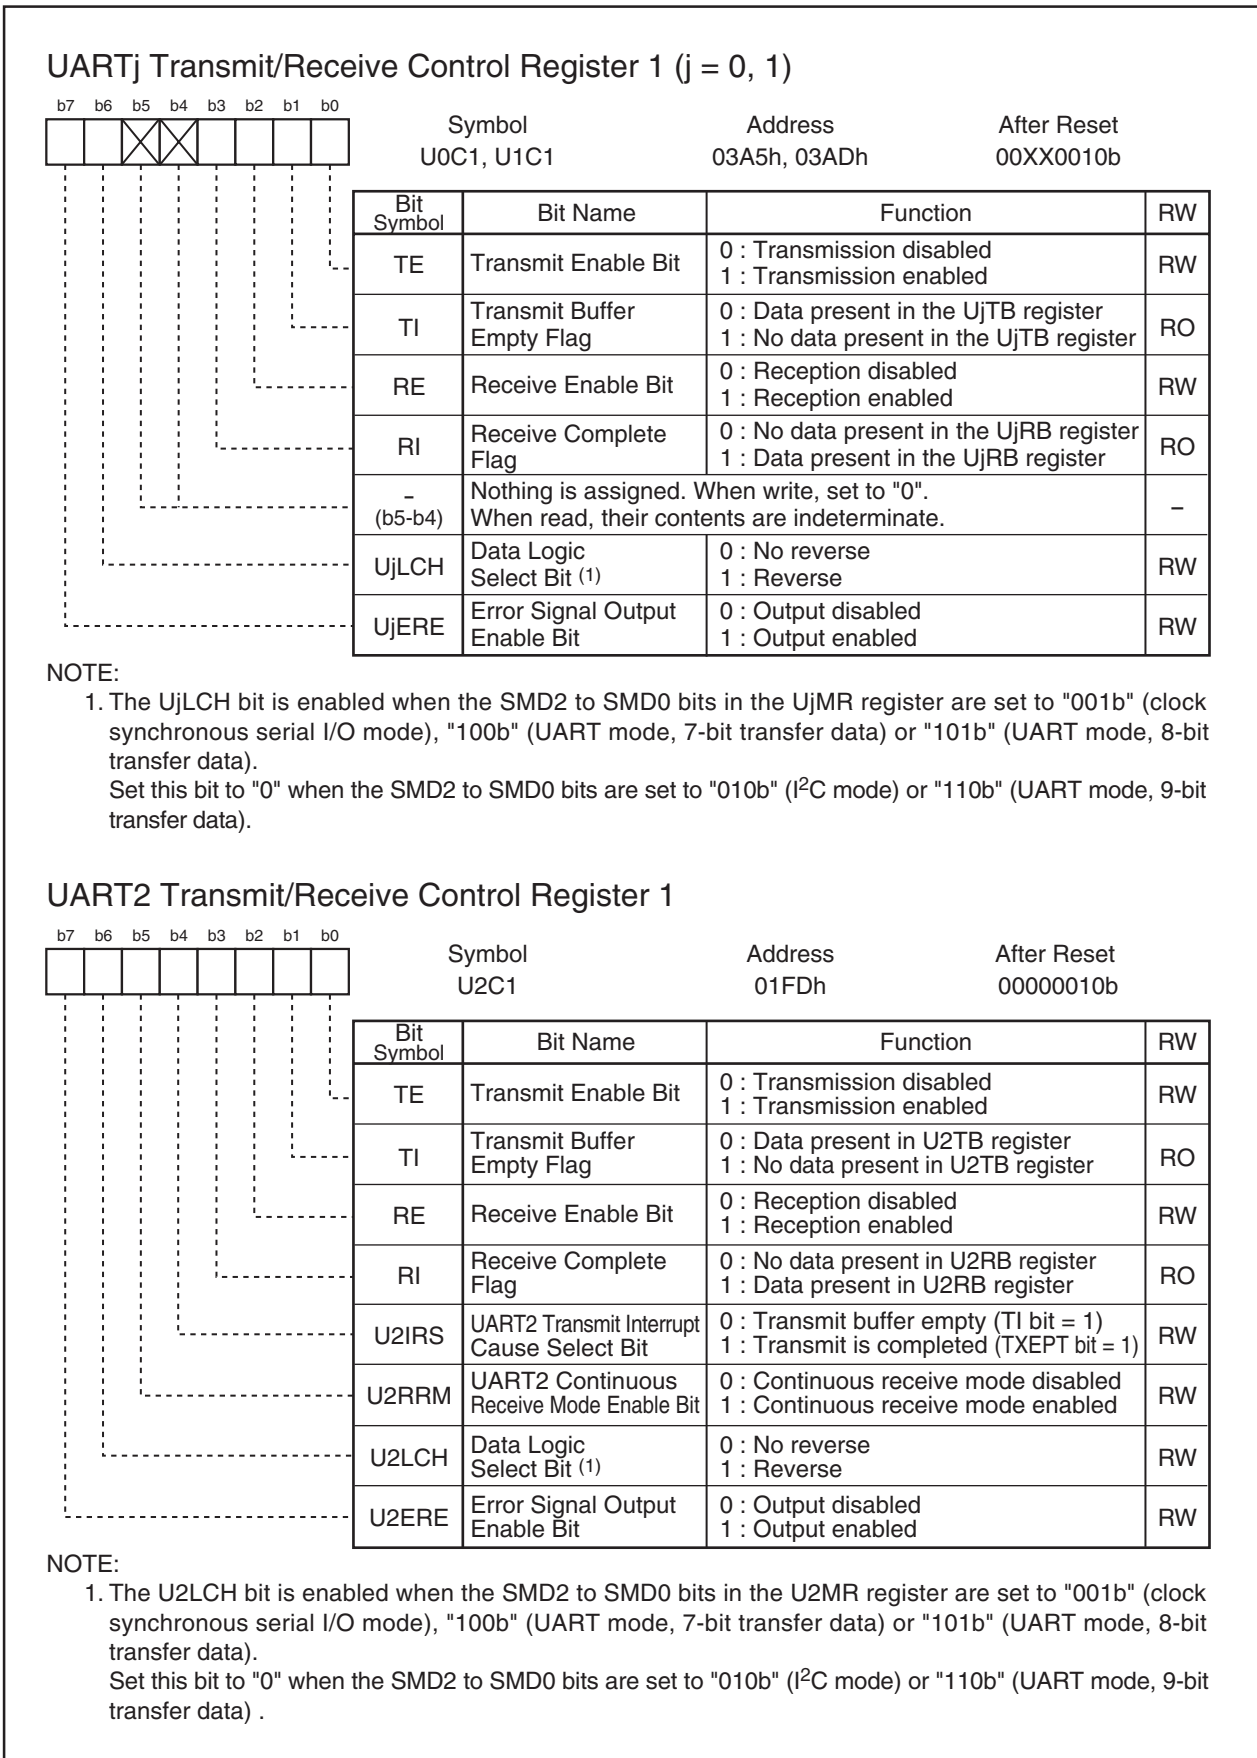 UARTj Transmit/Receive Control Register 1 (j = 0, 1)
b7 b6 b5 b4 b3 b2 b1 b0
Symbol Address After Reset
U0C1, U1C1 03A5h, 03ADh 00XX0010b
Bit Symbol Bit Name Function RW
TE Transmit Enable Bit 0 : Transmission disabled RW
1 : Transmission enabled
TI Transmit Buffer 0 : Data present in the UjTB register RO
Empty Flag 1 : No data present in the UjTB register
RE Receive Enable Bit 0 : Reception disabled RW
1 : Reception enabled
RI Receive Complete 0 : No data present in the UjRB register RO
Flag 1 : Data present in the UjRB register
– Nothing is assigned. When write, set to "0". –
(b5-b4) When read, their contents are indeterminate.
UjLCH Data Logic 0 : No reverse RW
Select Bit (1) 1 : Reverse
UjERE Error Signal Output 0 : Output disabled RW
Enable Bit 1 : Output enabled
NOTE:
1. The UjLCH bit is enabled when the SMD2 to SMD0 bits in the UjMR register are set to "001b" (clock
synchronous serial I/O mode), "100b" (UART mode, 7-bit transfer data) or "101b" (UART mode, 8-bit
transfer data).
Set this bit to "0" when the SMD2 to SMD0 bits are set to "010b" (I2C mode) or "110b" (UART mode, 9-bit
transfer data).
UART2 Transmit/Receive Control Register 1
b7 b6 b5 b4 b3 b2 b1 b0
Symbol Address After Reset
U2C1 01FDh 00000010b
Bit Symbol Bit Name Function RW
TE Transmit Enable Bit 0 : Transmission disabled RW
1 : Transmission enabled
TI Transmit Buffer 0 : Data present in U2TB register RO
Empty Flag 1 : No data present in U2TB register
RE Receive Enable Bit 0 : Reception disabled RW
1 : Reception enabled
RI Receive Complete 0 : No data present in U2RB register RO
Flag 1 : Data present in U2RB register
U2IRS UART2 Transmit Interrupt 0 : Transmit buffer empty (TI bit = 1) RW
Cause Select Bit 1 : Transmit is completed (TXEPT bit = 1)
U2RRM UART2 Continuous 0 : Continuous receive mode disabled RW
Receive Mode Enable Bit 1 : Continuous receive mode enabled
U2LCH Data Logic 0 : No reverse RW
Select Bit (1) 1 : Reverse
U2ERE Error Signal Output 0 : Output disabled RW
Enable Bit 1 : Output enabled
NOTE:
1. The U2LCH bit is enabled when the SMD2 to SMD0 bits in the U2MR register are set to "001b" (clock
synchronous serial I/O mode), "100b" (UART mode, 7-bit transfer data) or "101b" (UART mode, 8-bit
transfer data).
Set this bit to "0" when the SMD2 to SMD0 bits are set to "010b" (I2C mode) or "110b" (UART mode, 9-bit
transfer data) .